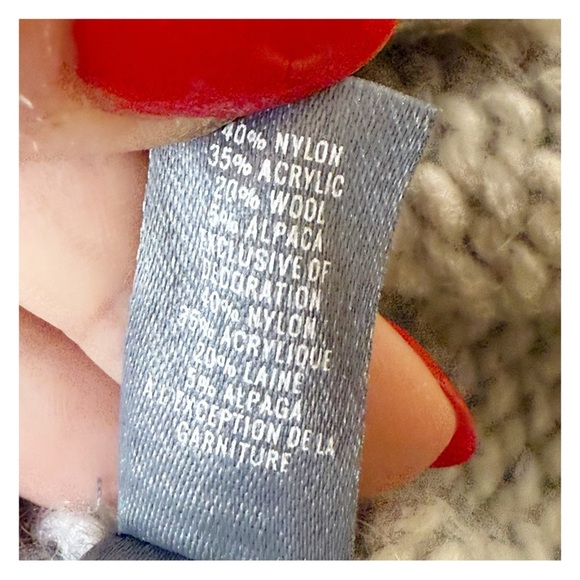 40% NYLON
35% ACRYLIC
20% WOOL
5% ALPACA
EXCLUSIVE OF
DECORATION
40% NYLON
35% ACRYLIQUE
20% LAINE
5% ALPAGA
A L'EXCEPTION DE LA
GARNITURE